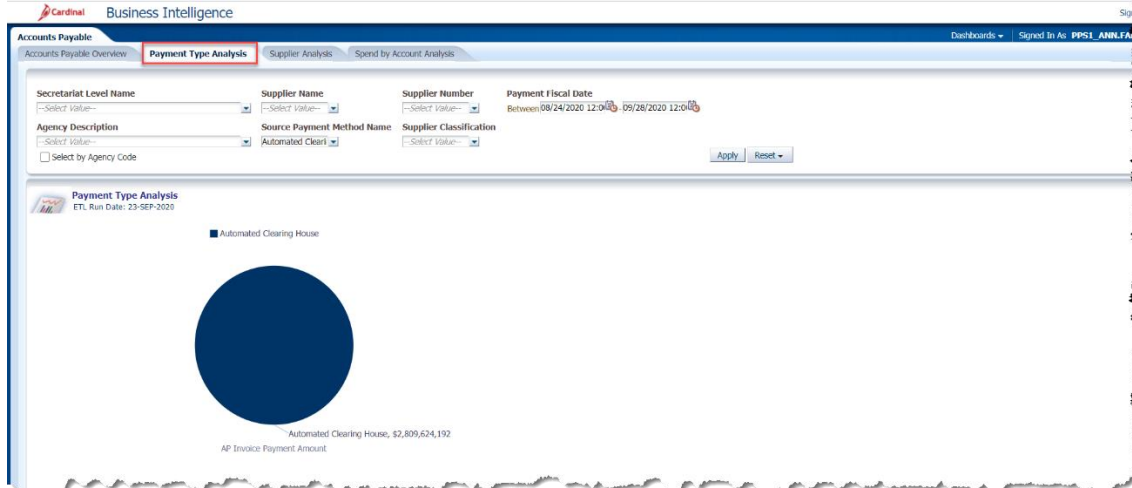 Cardinal Business Intelligence
Accounts Payable Dashboards Signed In As PPS1_ANN.FA
Accounts Payable Overview Payment Type Analysis Supplier Analysis Spend by Account Analysis
Secretariat Level Name Supplier Name Supplier Number Payment Fiscal Date
--Select Value-- --Select Value-- --Select Value-- Between 08/24/2020 12:0 - 09/28/2020 12:0
Agency Description Source Payment Method Name Supplier Classification
--Select Value-- Automated Cleari --Select Value--
Select by Agency Code Apply Reset
Payment Type Analysis
ETL Run Date: 23-SEP-2020
Automated Clearing House
Automated Clearing House, $2,809,624,192
AP Invoice Payment Amount